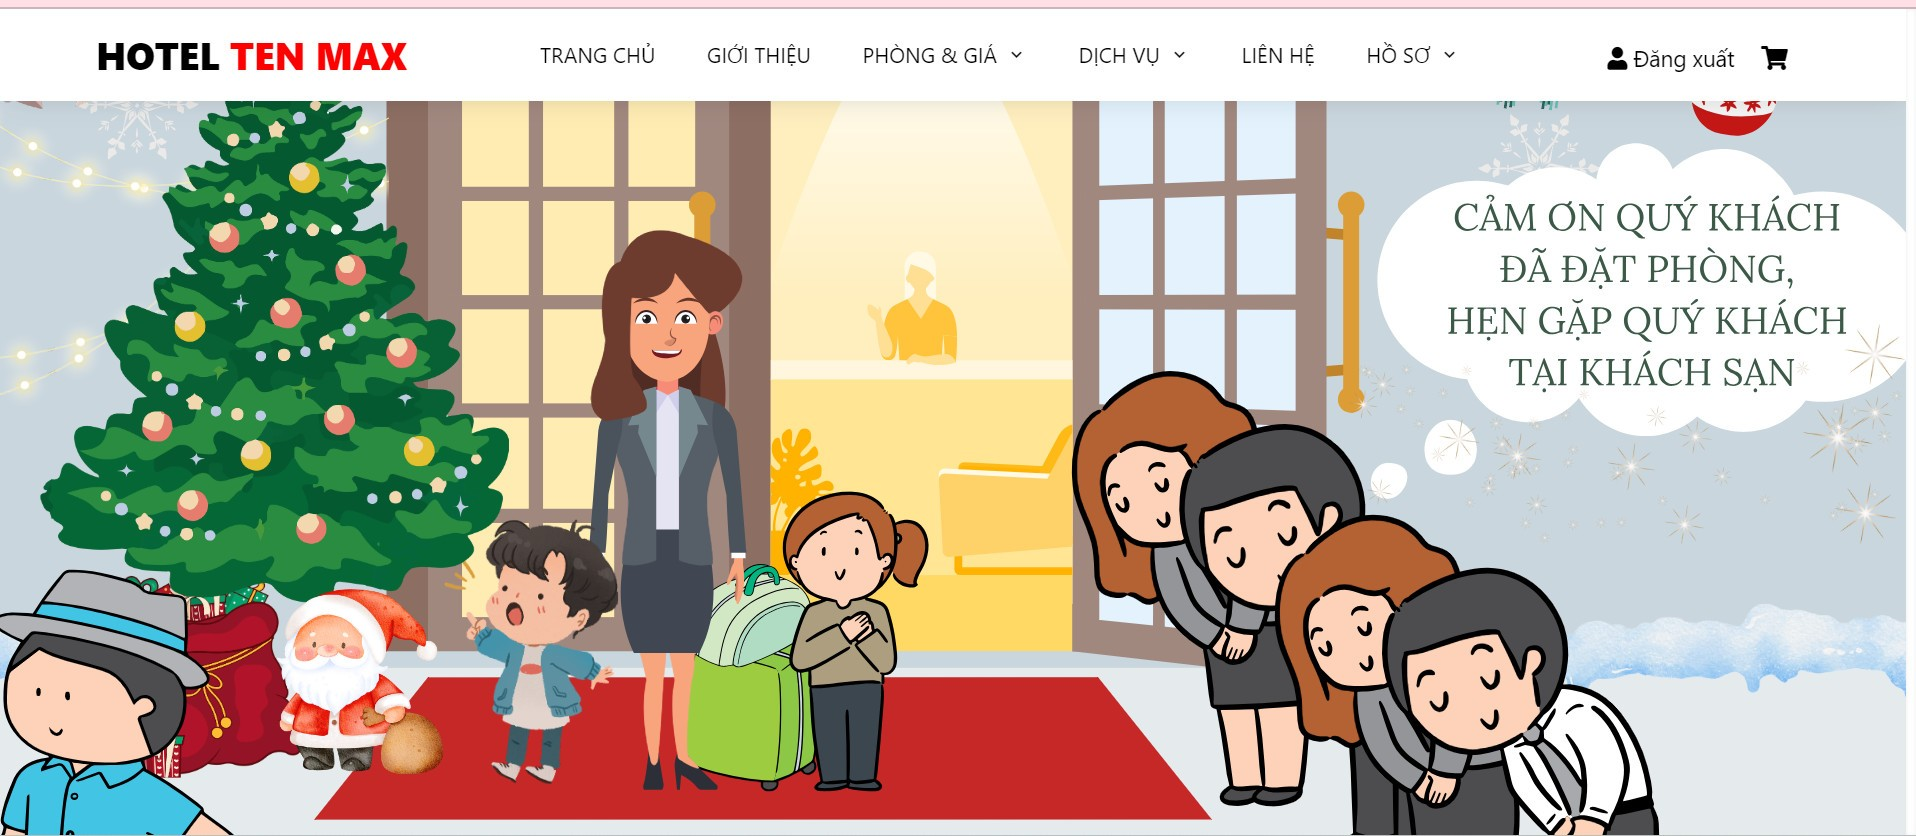 HOTEL TEN MAX
TRANG CHỦ
GIỚI THIỆU
PHÒNG & GIÁ
DỊCH VỤ
LIÊN HỆ
HỒ SƠ
Đăng xuất
CẢM ƠN QUÝ KHÁCH
ĐÃ ĐẶT PHÒNG,
HẸN GẶP QUÝ KHÁCH
TẠI KHÁCH SẠN